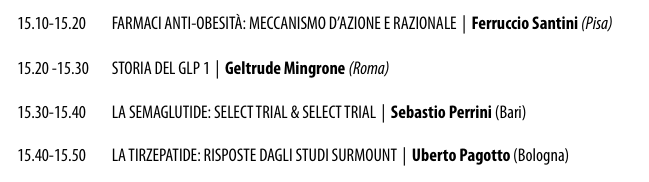 15.10-15.20 FARMACI ANTI-OBESITÀ: MECCANISMO D'AZIONE E RAZIONALE | Ferruccio Santini (Pisa)
15.20 -15.30 STORIA DEL GLP 1 | Geltrude Mingrone (Roma)
15.30-15.40 LA SEMAGLUTIDE: SELECT TRIAL & SELECT TRIAL | Sebastio Perrini (Bari)
15.40-15.50 LA TIRZEPATIDE: RISPOSTE DAGLI STUDI SURMOUNT | Uberto Pagotto (Bologna)